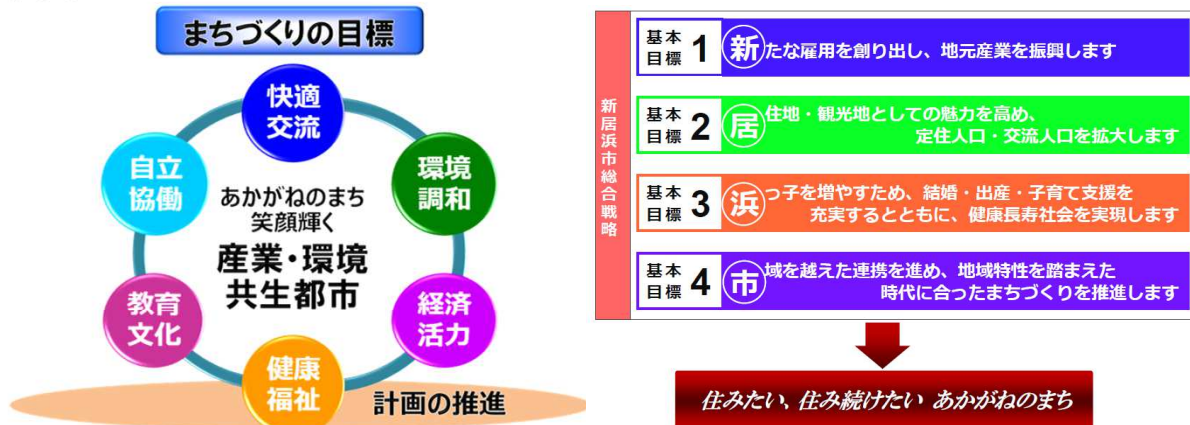 まちづくりの目標
快適
交流
環境
調和
経済
活力
健康
福祉
教育
文化
自立
協働
あかがねのまち
笑顔輝く
産業・環境
共生都市
計画の推進
新居浜市総合戦略
基本
目標
1
新たな雇用を創り出し、地元産業を振興します
基本
目標
2
居住地・観光地としての魅力を高め、
定住人口・交流人口を拡大します
基本
目標
3
浜っ子を増やすため、結婚・出産・子育て支援を
充実するとともに、健康長寿社会を実現します
基本
目標
4
市域を越えた連携を進め、地域特性を踏まえた
時代に合ったまちづくりを推進します
住みたい、住み続けたい あかがねのまち